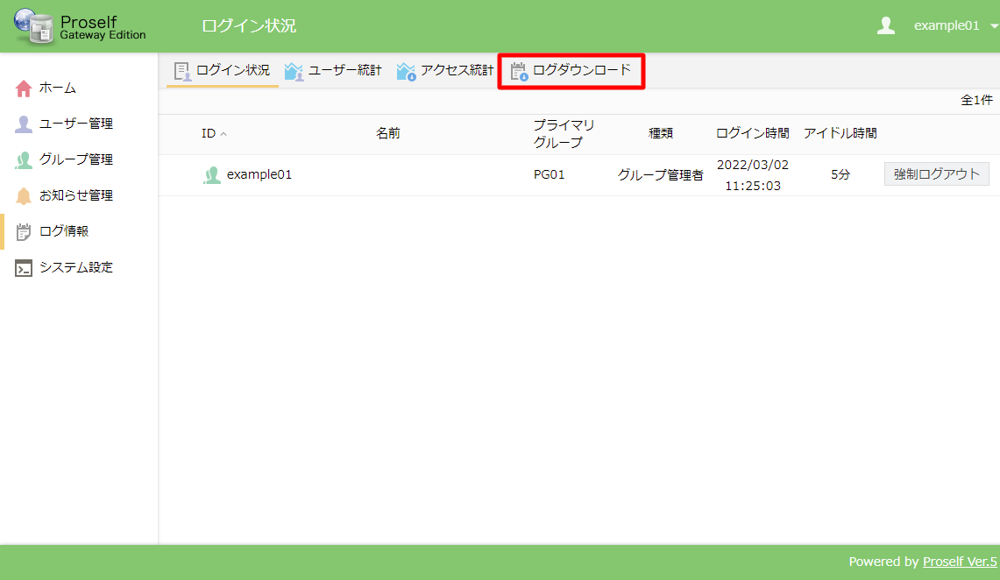 Proself
Gateway Edition
ログイン状況
example01
ホーム
ユーザー管理
グループ管理
お知らせ管理
ログ情報
システム設定
ログイン状況 ユーザー統計 アクセス統計 ログダウンロード
全1件
ID 名前 プライマリ グループ 種類 ログイン時間 アイドル時間
example01 PG01 グループ管理者 2022/03/02 11:25:03 5分 強制ログアウト
Powered by Proself Ver.5